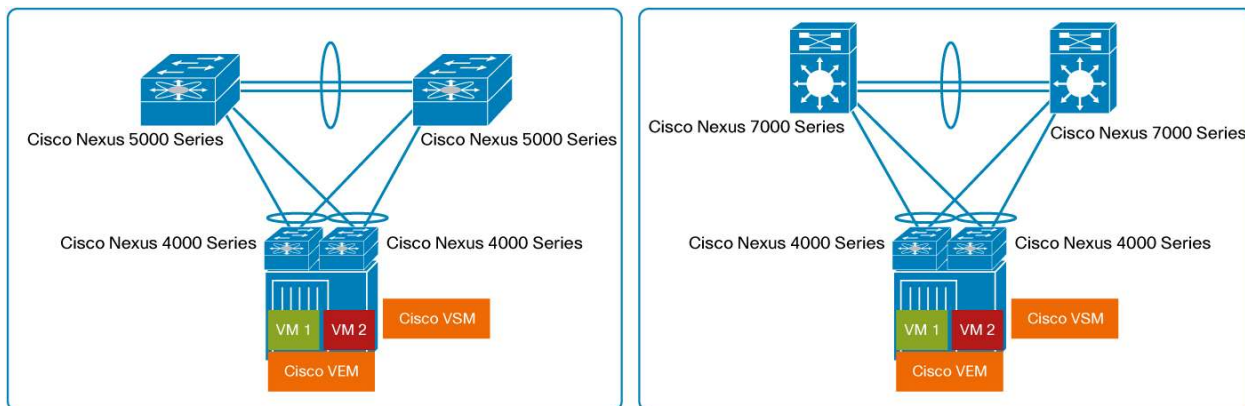 Cisco Nexus 5000 Series
Cisco Nexus 5000 Series
Cisco Nexus 4000 Series
Cisco Nexus 4000 Series
Cisco VSM
VM 1
VM 2
Cisco VEM
Cisco Nexus 7000 Series
Cisco Nexus 7000 Series
Cisco Nexus 4000 Series
Cisco Nexus 4000 Series
Cisco VSM
VM 1
VM 2
Cisco VEM